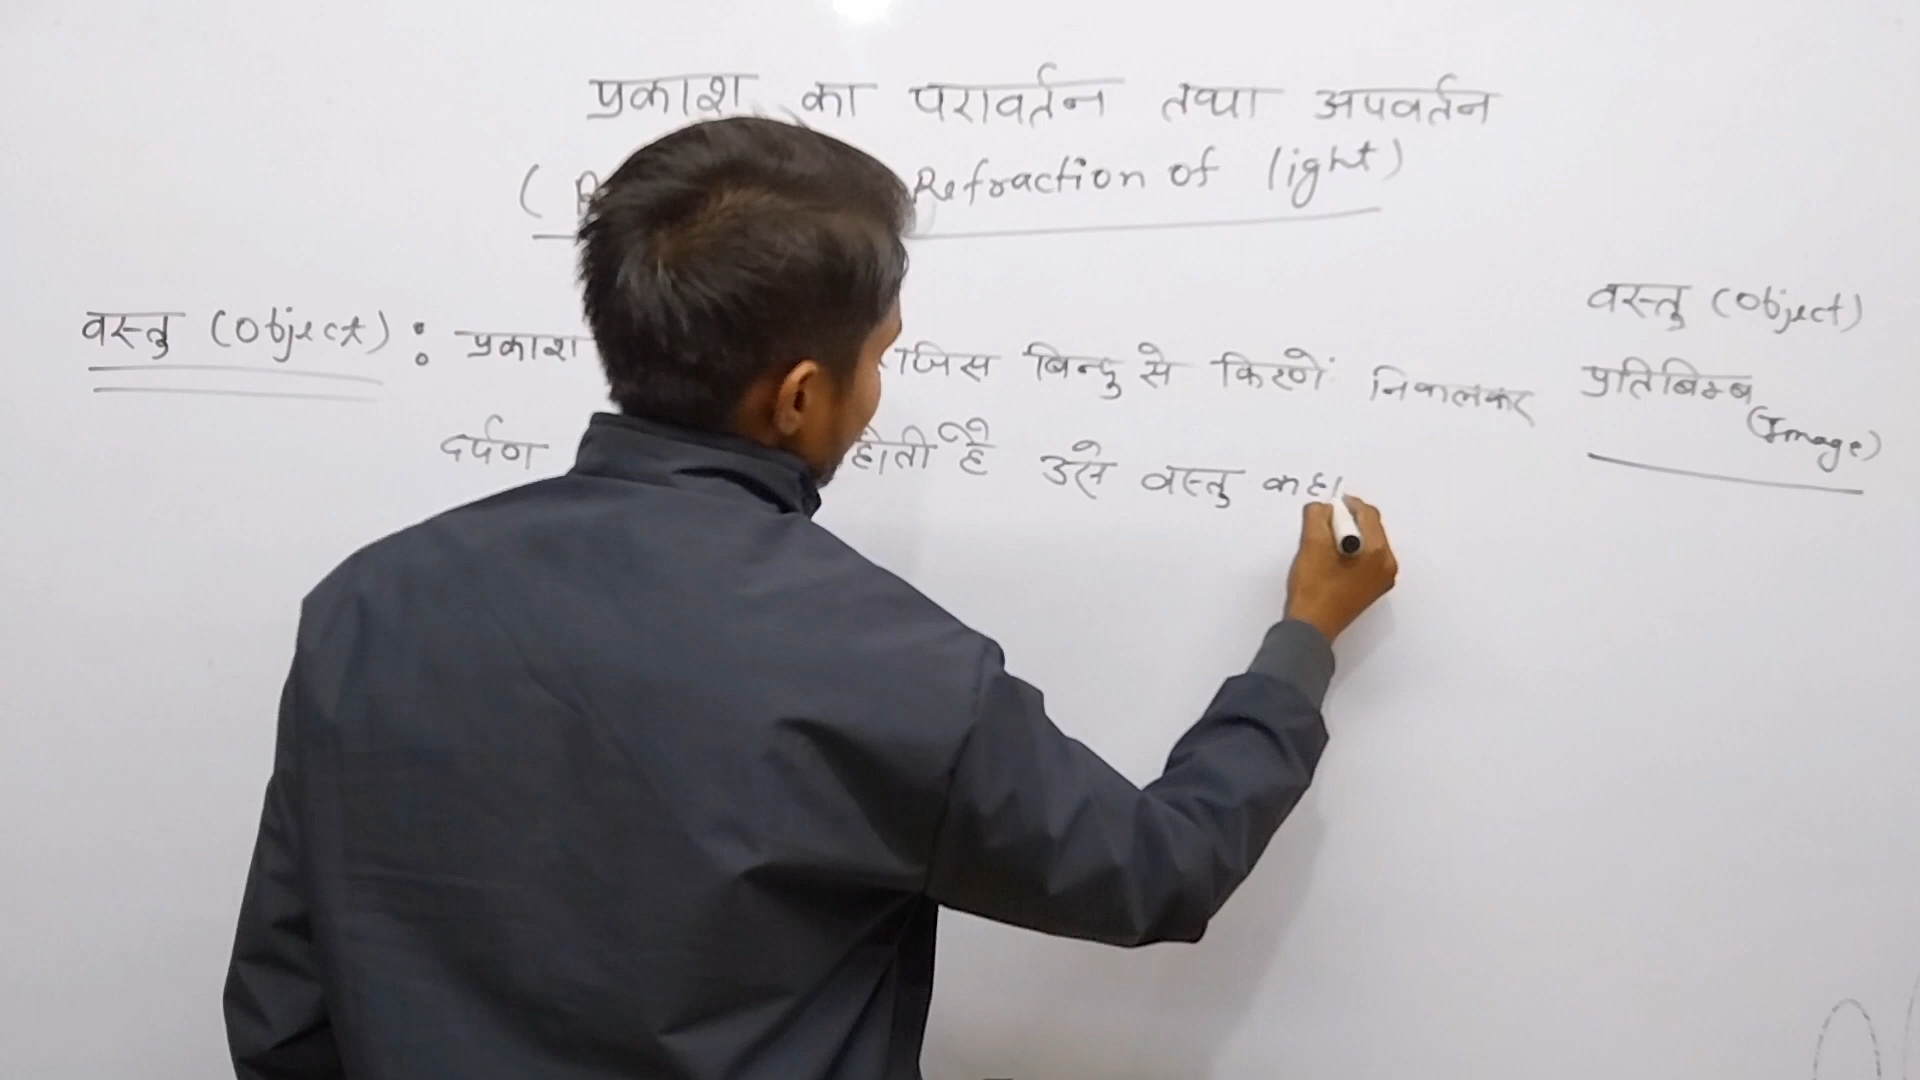 प्रकाश का परावर्तन तथा अपवर्तन
( Refraction of light)
वस्तु (object) : प्रकाश जिस बिन्दु से किरणें निकलकर
दर्पण होती है उसे वस्तु कहा
वस्तु (object)
प्रतिबिम्ब
(Image)